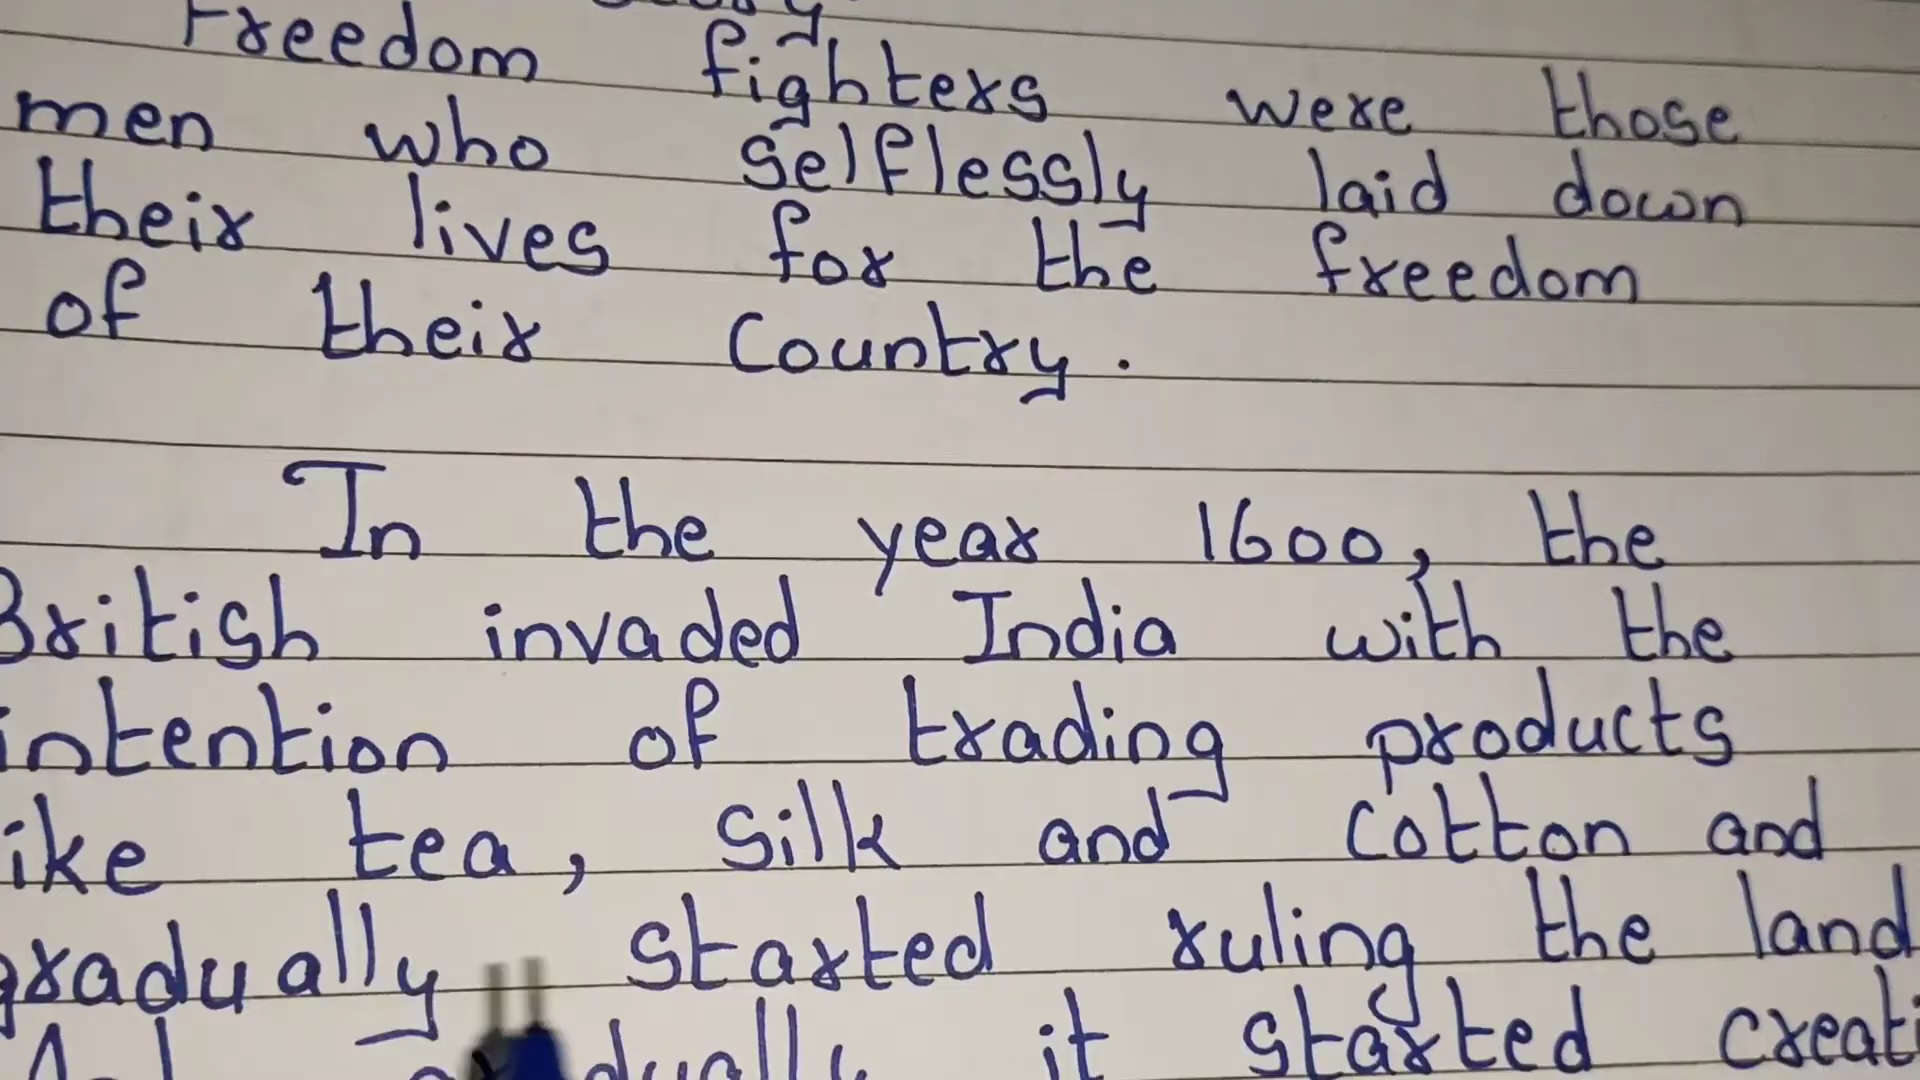 Freedom fighters were those
men who selflessly laid down
their lives for the freedom
of their Country.
In the year 1600, the
British invaded India with the
intention of trading products
like tea, silk and Cotton and
gradually started ruling the land
it started